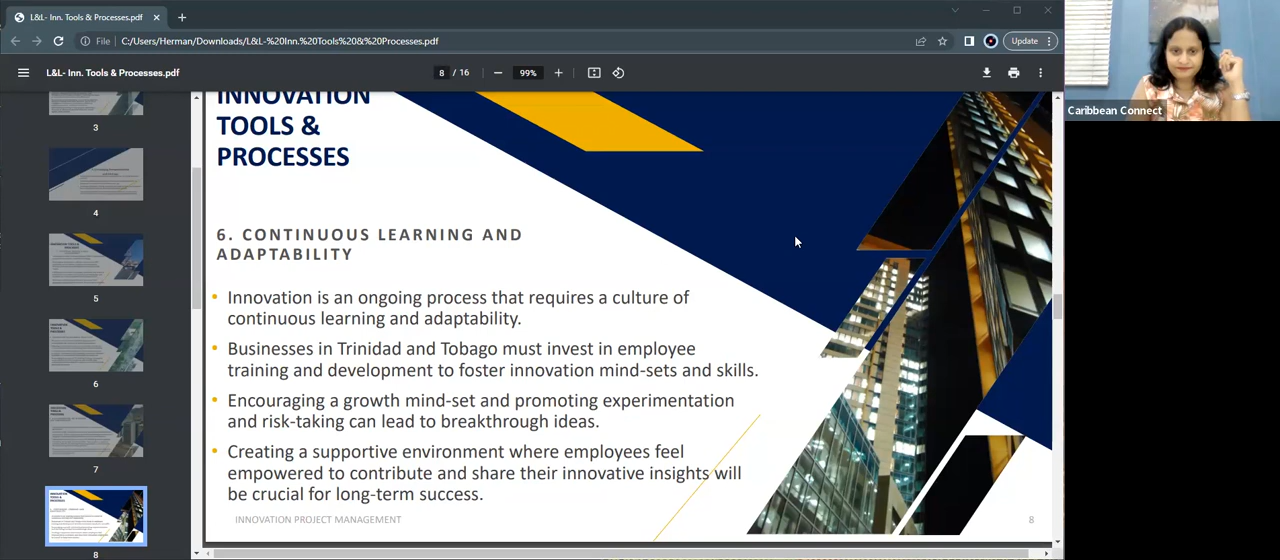 L&L- Inn. Tools & Processes.pdf
File
C:/Users/Herman/Downloads/L&L-%20Inn.%20Tools%20&%20Processes.pdf
Update
L&L- Inn. Tools & Processes.pdf
8 / 16
99%
Caribbean Connect
3
4
5
6
7
8
INNOVATION
TOOLS &
PROCESSES
6. CONTINUOUS LEARNING AND
ADAPTABILITY
• Innovation is an ongoing process that requires a culture of
continuous learning and adaptability.
• Businesses in Trinidad and Tobago must invest in employee
training and development to foster innovation mind-sets and skills.
• Encouraging a growth mind-set and promoting experimentation
and risk-taking can lead to breakthrough ideas.
• Creating a supportive environment where employees feel
empowered to contribute and share their innovative insights will
be crucial for long-term success.
INNOVATION PROJECT MANAGEMENT
8